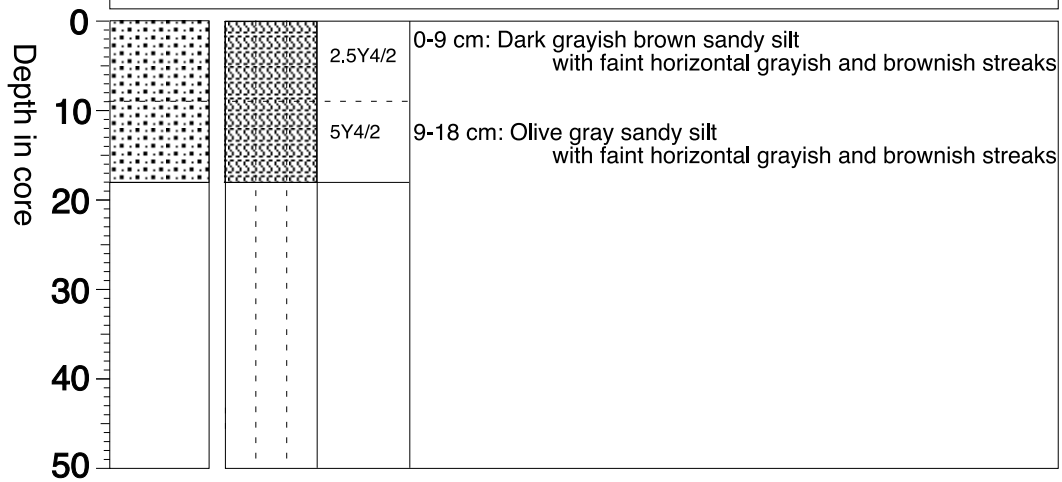 Depth in core
0
10
20
30
40
50
2.5Y4/2
0-9 cm: Dark grayish brown sandy silt
with faint horizontal grayish and brownish streaks
5Y4/2
9-18 cm: Olive gray sandy silt
with faint horizontal grayish and brownish streaks